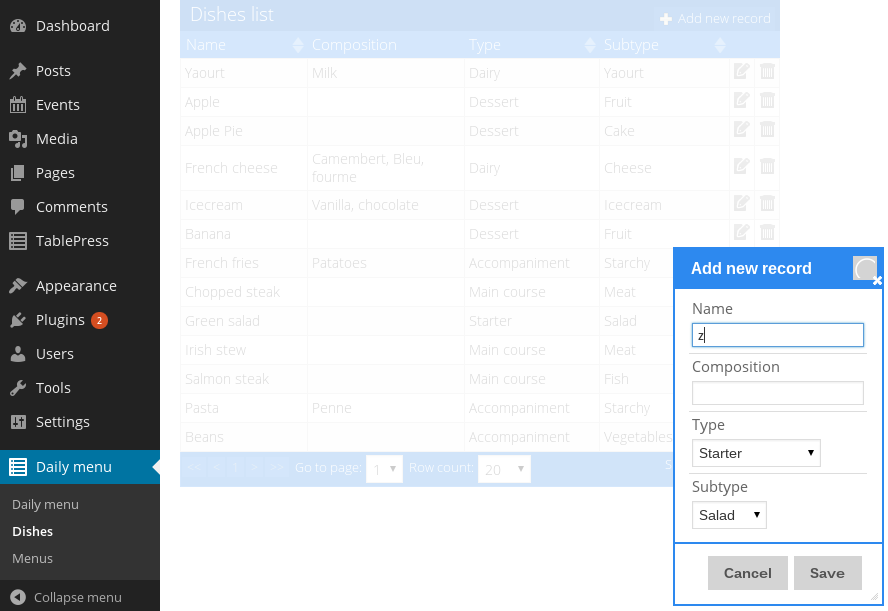 Dashboard
Posts
Events
Media
Pages
Comments
TablePress
Appearance
Plugins 2
Users
Tools
Settings
Daily menu
Daily menu
Dishes
Menus
Collapse menu
Dishes list
Add new record
Name Composition Type Subtype
Yaourt Milk Dairy Yaourt
Apple Dessert Fruit
Apple Pie Dessert Cake
French cheese Camembert, Bleu, fourme Dairy Cheese
Icecream Vanilla, chocolate Dessert Icecream
Banana Dessert Fruit
French fries Patatoes Accompaniment Starchy
Chopped steak Main course Meat
Green salad Starter Salad
Irish stew Main course Meat
Salmon steak Main course Fish
Pasta Penne Accompaniment Starchy
Beans Accompaniment Vegetables
<< < 1 > >> Go to page: 1 Row count: 20 S
Add new record
Name
z
Composition
Type
Starter
Subtype
Salad
Cancel Save